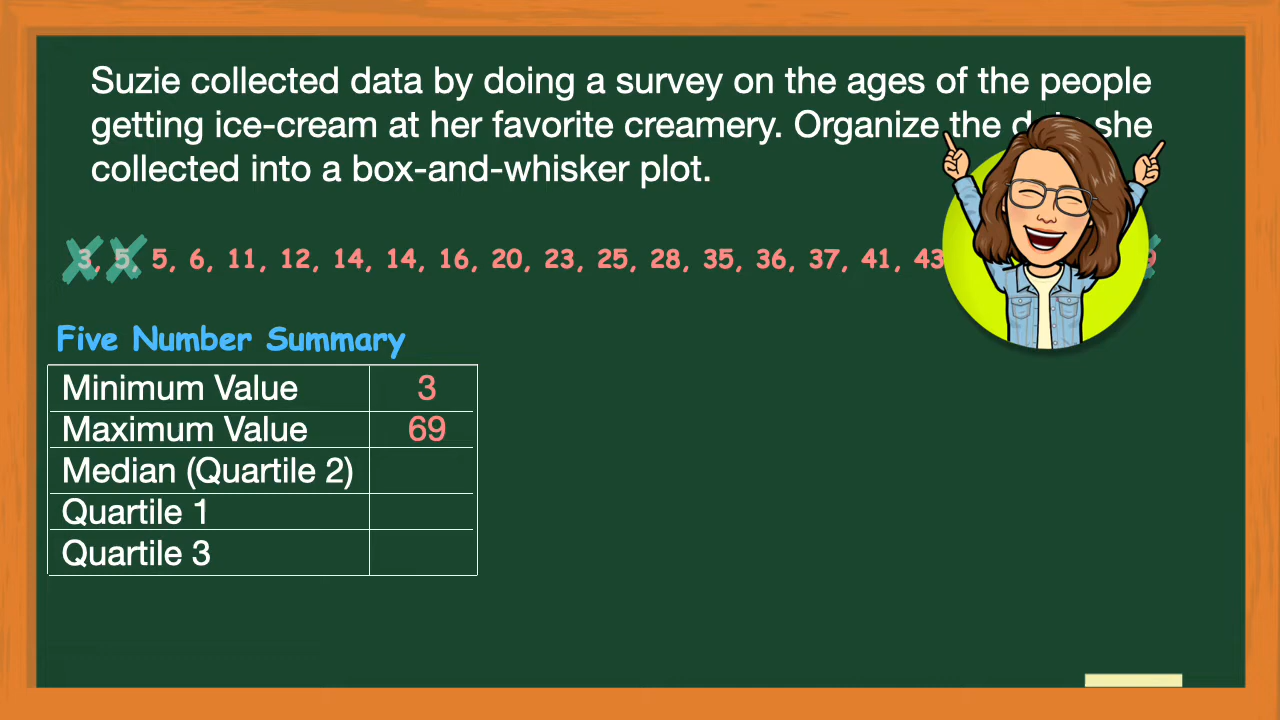 Suzie collected data by doing a survey on the ages of the people
getting ice-cream at her favorite creamery. Organize the she
collected into a box-and-whisker plot.
3, 5, 5, 6, 11, 12, 14, 14, 16, 20, 23, 25, 28, 35, 36, 37, 41, 43
Five Number Summary
Minimum Value 3
Maximum Value 69
Median (Quartile 2)
Quartile 1
Quartile 3